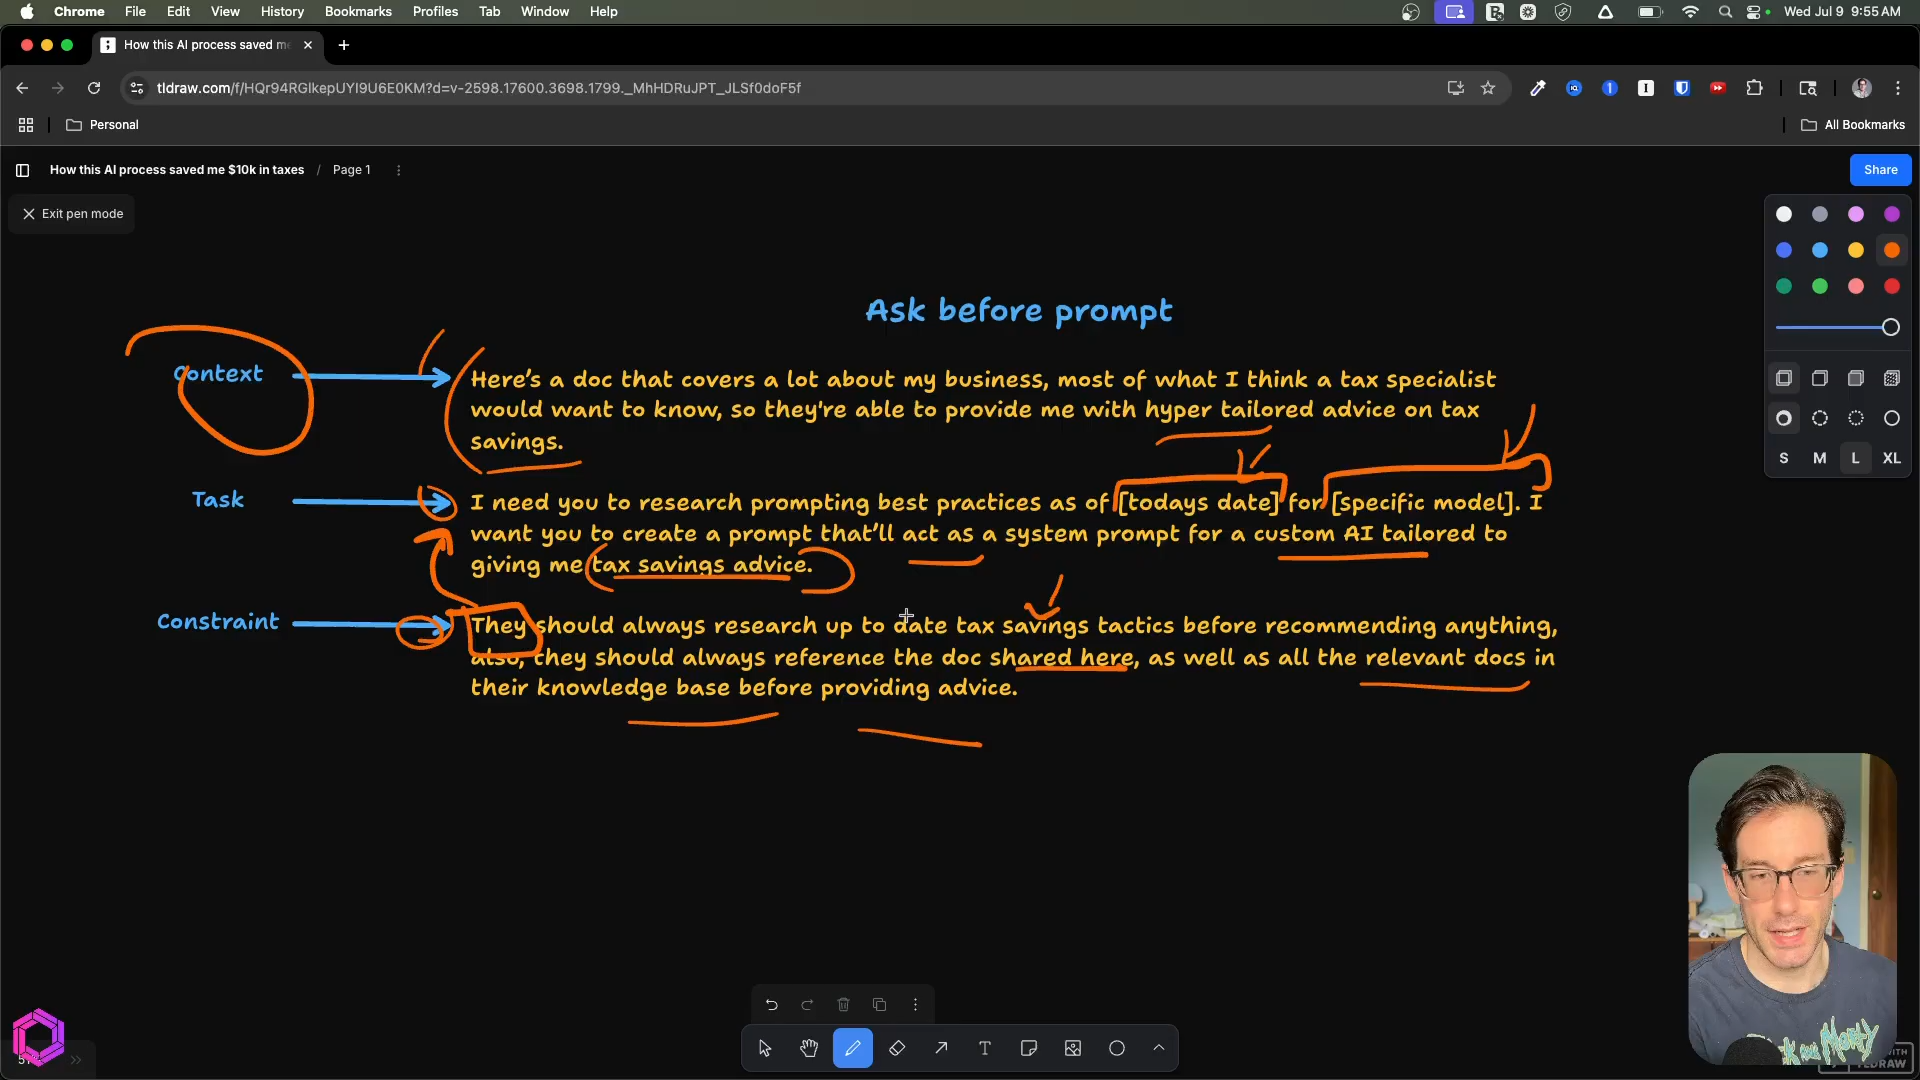 Chrome File Edit View History Bookmarks Profiles Tab Window Help Wed Jul 9 9:55 AM
How this AI process saved me
tldraw.com/f/HQr94RGlkepUYI9U6E0KM?d=v-2598.17600.3698.1799._MhHDRuJPT_JLSf0doF5f
Personal All Bookmarks
How this AI process saved me $10k in taxes / Page 1 Share
Exit pen mode
Ask before prompt
Context
Here's a doc that covers a lot about my business, most of what I think a tax specialist
would want to know, so they're able to provide me with hyper tailored advice on tax
savings.
S M L XL
Task
I need you to research prompting best practices as of [todays date] for [specific model]. I
want you to create a prompt that'll act as a system prompt for a custom AI tailored to
giving me tax savings advice.
Constraint
They should always research up to date tax savings tactics before recommending anything,
also, they should always reference the doc shared here, as well as all the relevant docs in
their knowledge base before providing advice.